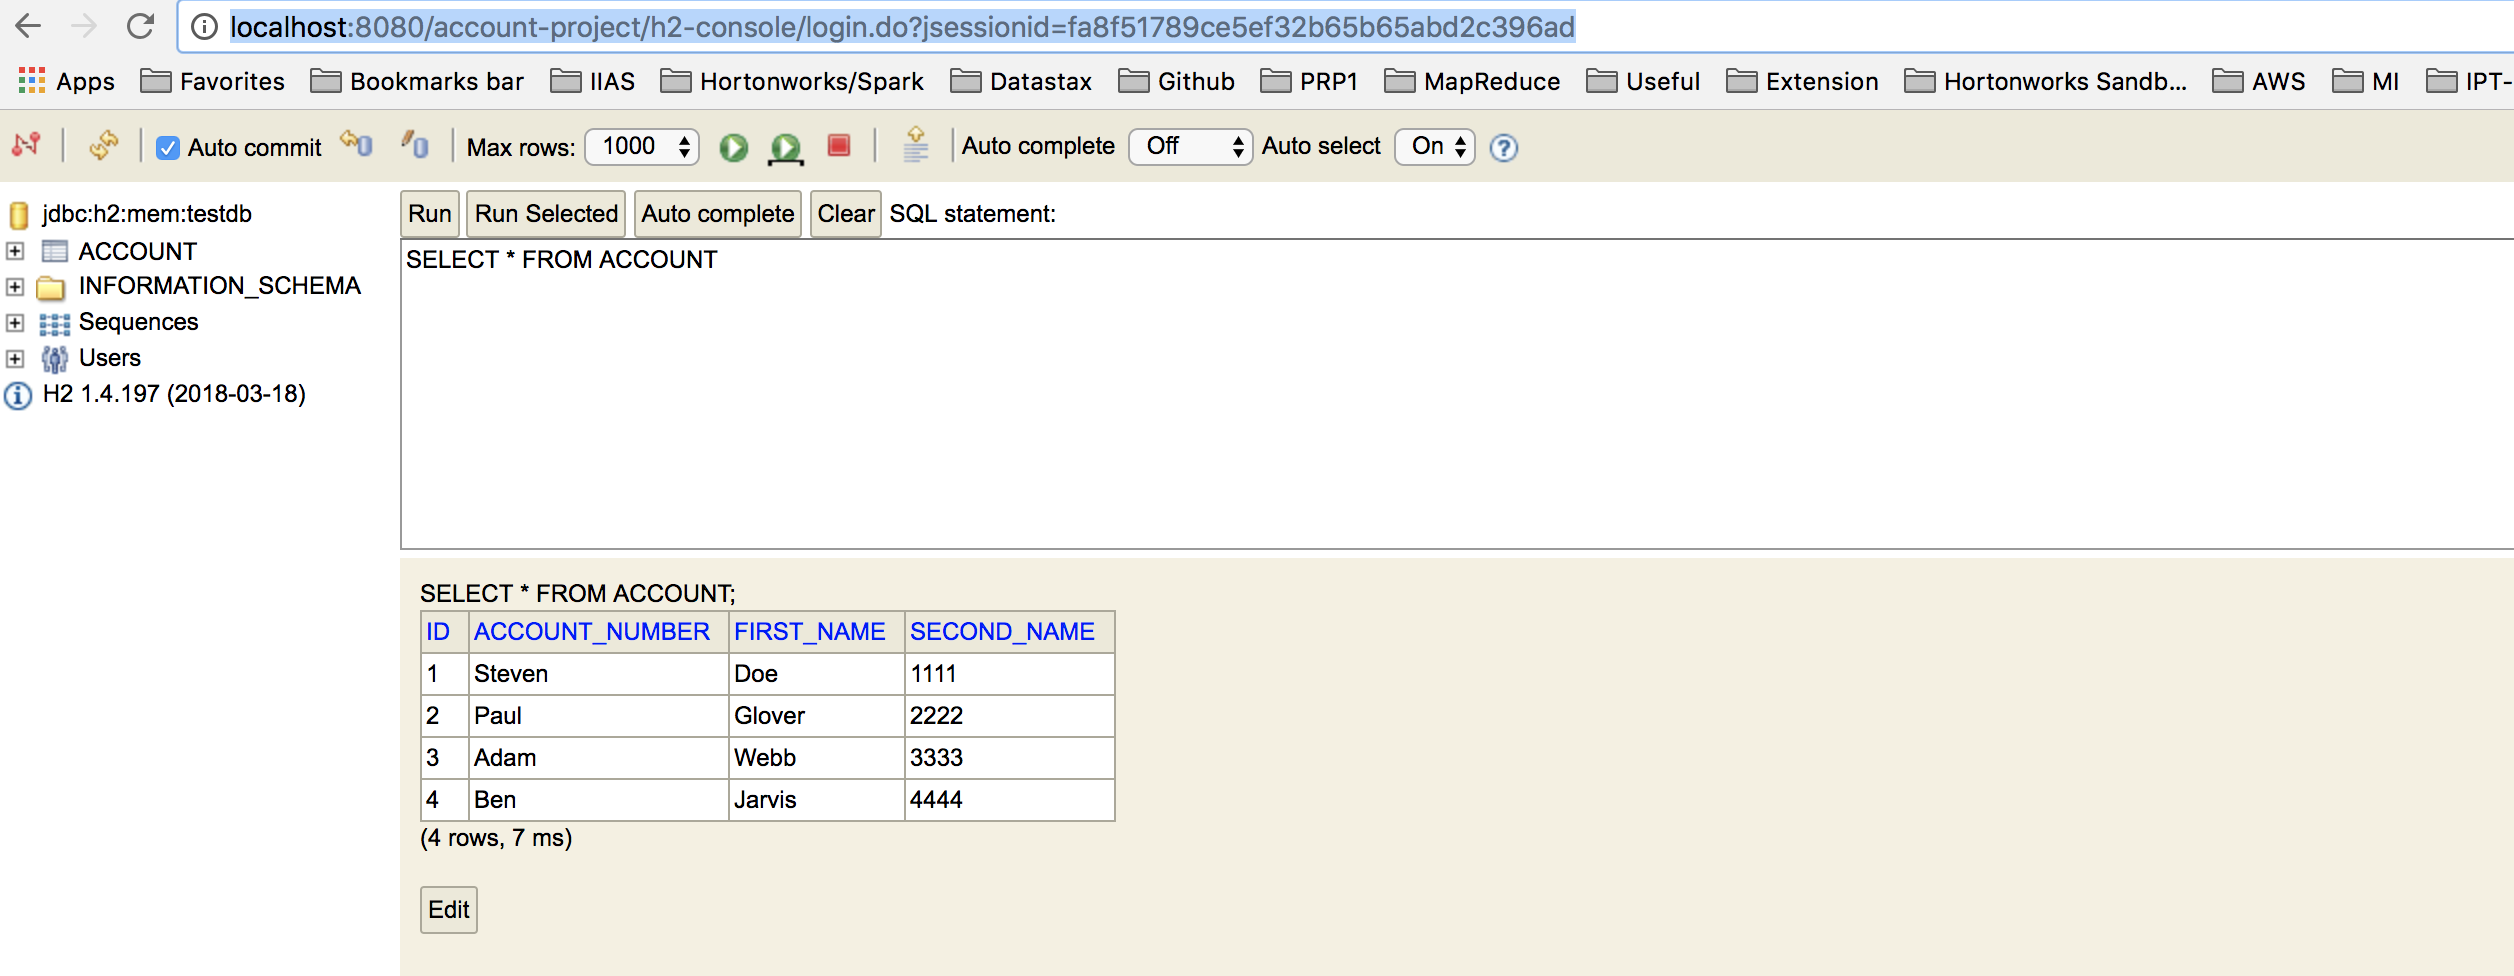 localhost:8080/account-project/h2-console/login.do?jsessionid=fa8f51789ce5ef32b65b65abd2c396ad
Apps Favorites Bookmarks bar IIAS Hortonworks/Spark Datastax Github PRP1 MapReduce Useful Extension Hortonworks Sandb... AWS MI IPT-
Auto commit Max rows: 1000 Auto complete Off Auto select On ?
jdbc:h2:mem:testdb
ACCOUNT
INFORMATION_SCHEMA
Sequences
Users
H2 1.4.197 (2018-03-18)
Run Run Selected Auto complete Clear SQL statement:
SELECT * FROM ACCOUNT
SELECT * FROM ACCOUNT;
ID ACCOUNT_NUMBER FIRST_NAME SECOND_NAME
1 Steven Doe 1111
2 Paul Glover 2222
3 Adam Webb 3333
4 Ben Jarvis 4444
(4 rows, 7 ms)
Edit